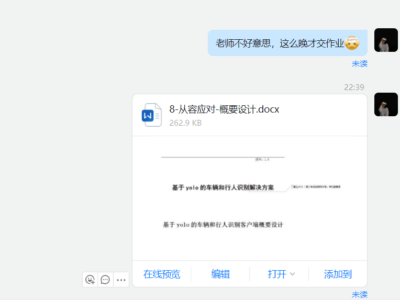 老师不好意思，这么晚才交作业🤯
未读
22:39
8-从容应对-概要设计.docx
262.9 KB
基于 yolo 的车辆和行人识别解决方案
基于 yolo 的车辆和行人识别客户端概要设计
在线预览 编辑 打开 添加到
未读